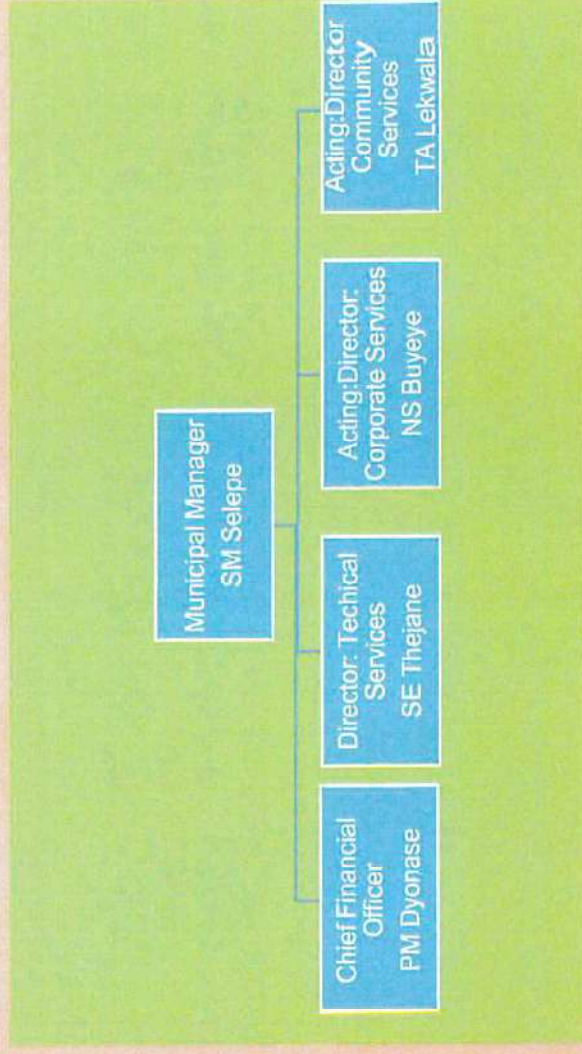 Municipal Manager
SM Selepe
Chief Financial
Officer
PM Dyonase
Director: Techical
Services
SE Thejane
Acting:Director:
Corporate Services
NS Buyeye
Acting:Director
Community
Services
TA Lekwala